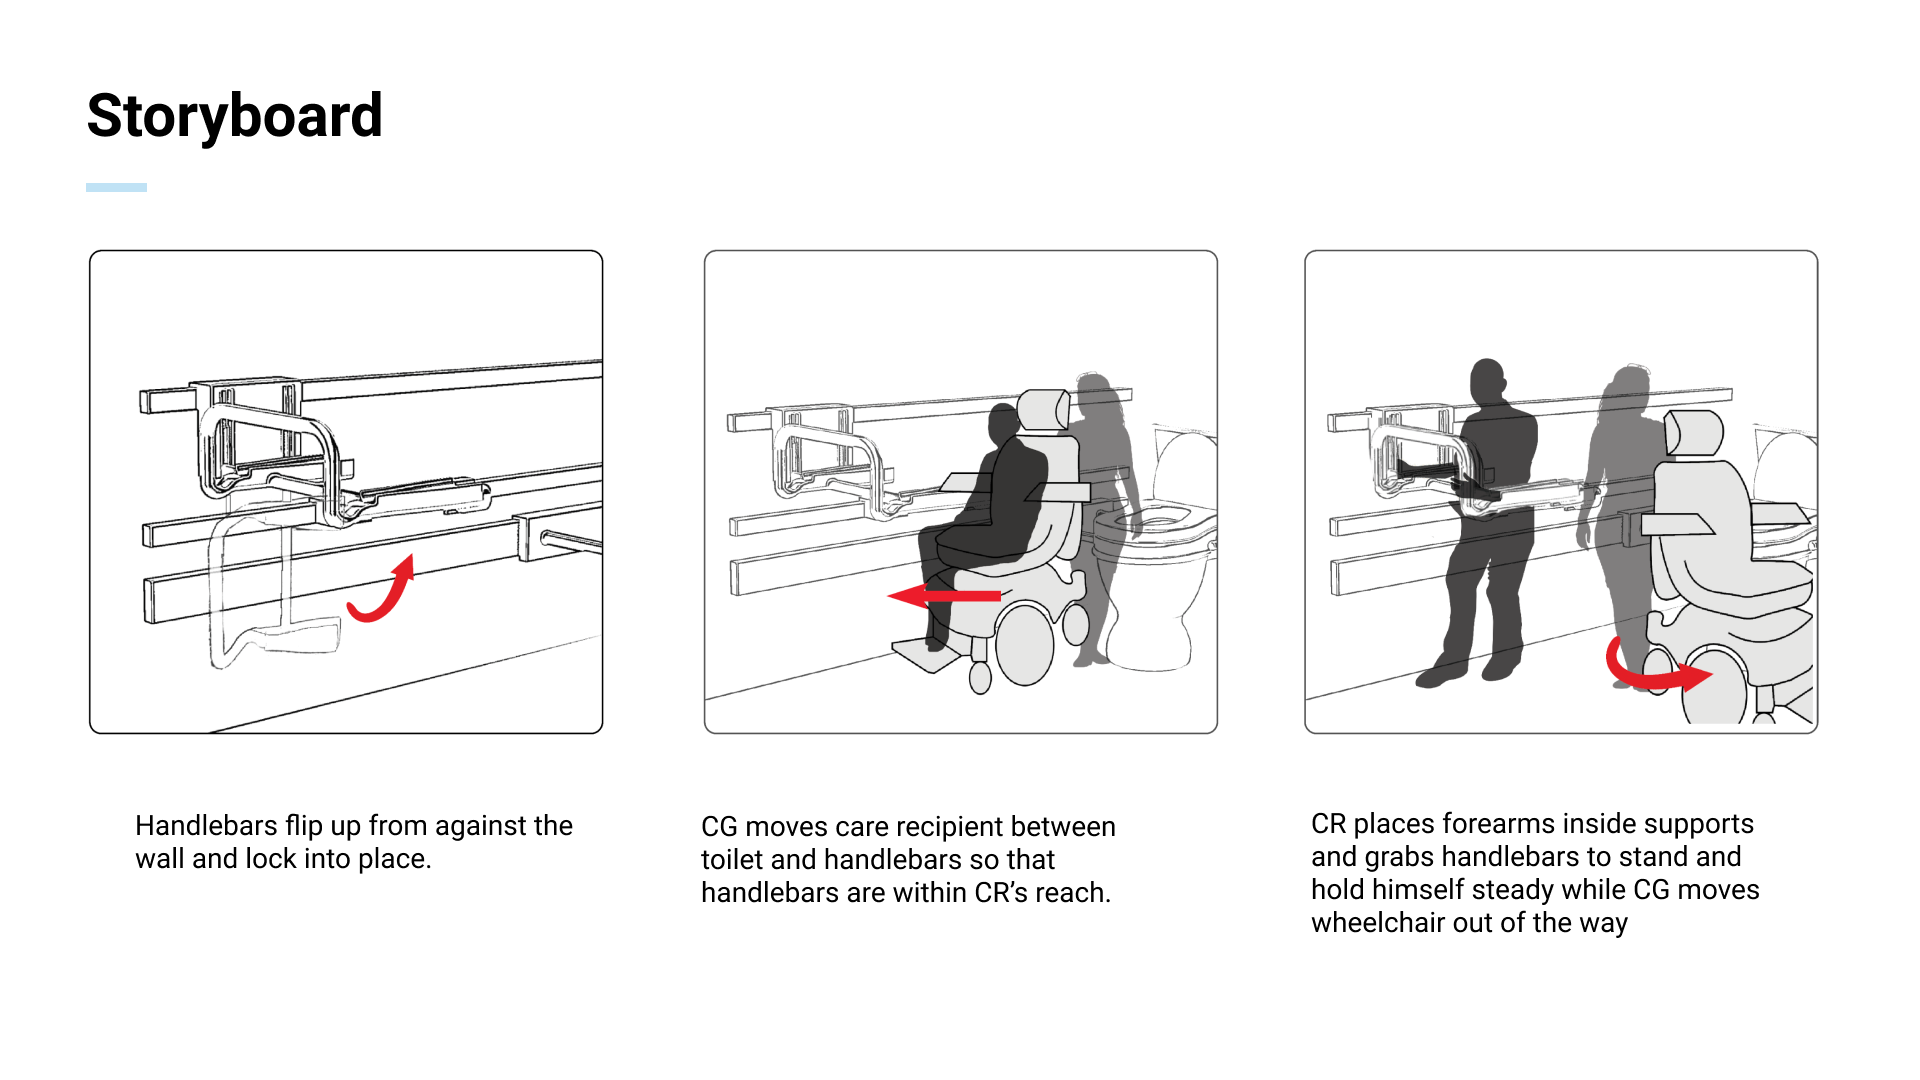 Storyboard
Handlebars flip up from against the
wall and lock into place.
CG moves care recipient between
toilet and handlebars so that
handlebars are within CR’s reach.
CR places forearms inside supports
and grabs handlebars to stand and
hold himself steady while CG moves
wheelchair out of the way